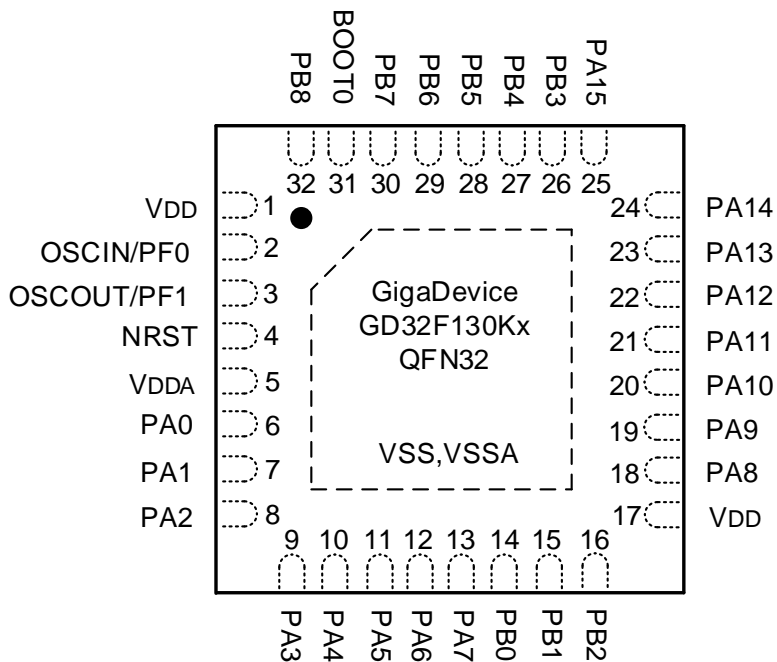 PB8
BOOT0
PB7
PB6
PB5
PB4
PB3
PA15
32
31
30
29
28
27
26
25
VDD
1
OSCIN/PF0
2
OSCOUT/PF1
3
NRST
4
VDDA
5
PA0
6
PA1
7
PA2
8
GigaDevice
GD32F130Kx
QFN32
VSS,VSSA
24
PA14
23
PA13
22
PA12
21
PA11
20
PA10
19
PA9
18
PA8
17
VDD
9
10
11
12
13
14
15
16
PA3
PA4
PA5
PA6
PA7
PB0
PB1
PB2